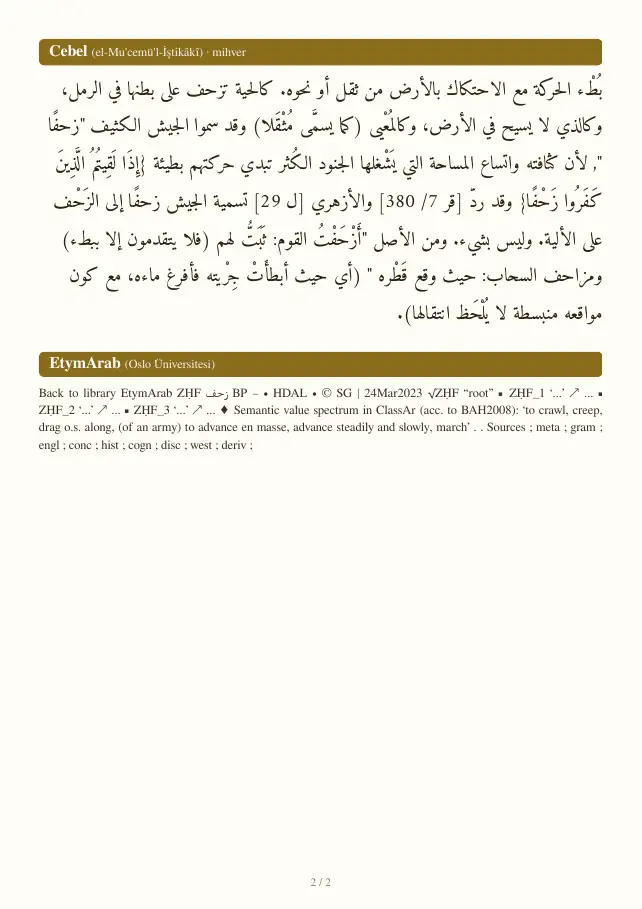 Cebel (el-Mu'cemü'l-İştikâkî) · mihver
بُطْء الحركة مع الاحتكاك بالأرض من ثقل أو نحوه. كالحية تزحف على بطنها في الرمل،
وكالذي لا يسيح في الأرض، وكالمُعْيِى (كما يسمَّى مُثْقَلا) وقد سموا الجيش الكثيف "زحفًا
", لأن كثافته واتساع المساحة التي يَشْغلها الجنود الكُثر تبدي حركتهم بطيئة {إِذَا لَقِيتُمُ الَّذِينَ
كَفَرُوا زَحْفًا} وقد ردّ [قر 7/ 380] والأزهري [ل 29] تسمية الجيش زحفًا إلى الزَحْف
على الألية. وليس بشيء. ومن الأصل "أَزْحَفْتُ القوم: ثَبَتُّ لهم (فلا يتقدمون إلا ببطء)
ومزاحف السحاب: حيث وقع قَطْره " (أي حيث أبطأَتْ جِرْيته فأفرغ ماءه، مع كون
مواقعه منبسطة لا يُلْحَظ انتقالها).
EtymArab (Oslo Üniversitesi)
Back to library EtymArab ZḤF زحف BP – • HDAL • © SG | 24Mar2023 √ZḤF “root” ▪ ZḤF_1 ‘...’ ↗ ... ▪
ZḤF_2 ‘...’ ↗ ... ▪ ZḤF_3 ‘...’ ↗ ... ♦ Semantic value spectrum in ClassAr (acc. to BAH2008): ‘to crawl, creep,
drag o.s. along, (of an army) to advance en masse, advance steadily and slowly, march’ . . Sources ; meta ; gram ;
engl ; conc ; hist ; cogn ; disc ; west ; deriv ;
2 / 2